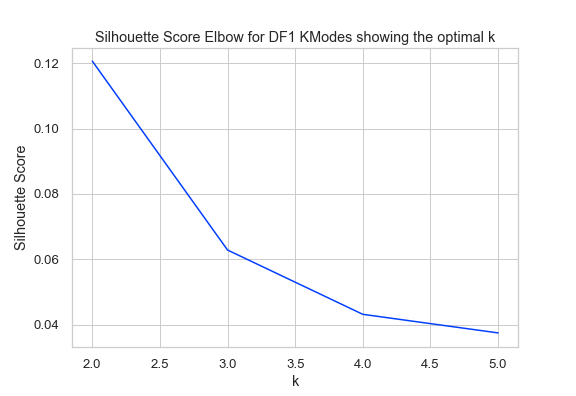 Silhouette Score Elbow for DF1 KModes showing the optimal k
0.12
0.10
0.08
0.06
0.04
Silhouette Score
2.0 2.5 3.0 3.5 4.0 4.5 5.0
k